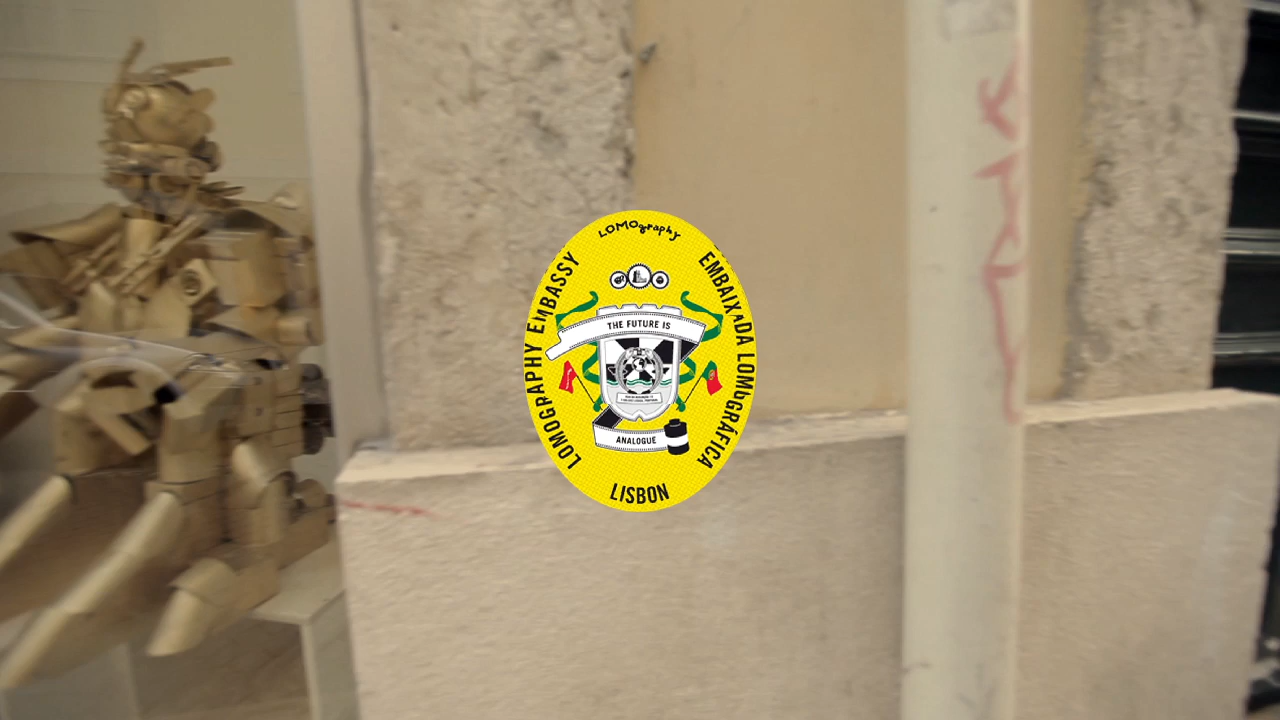 LOMOgraphy
LOMOGRAPHY EMBASSY
EMBAIXADA LOMOGRÁFICA
THE FUTURE IS
ANALOGUE
LISBON